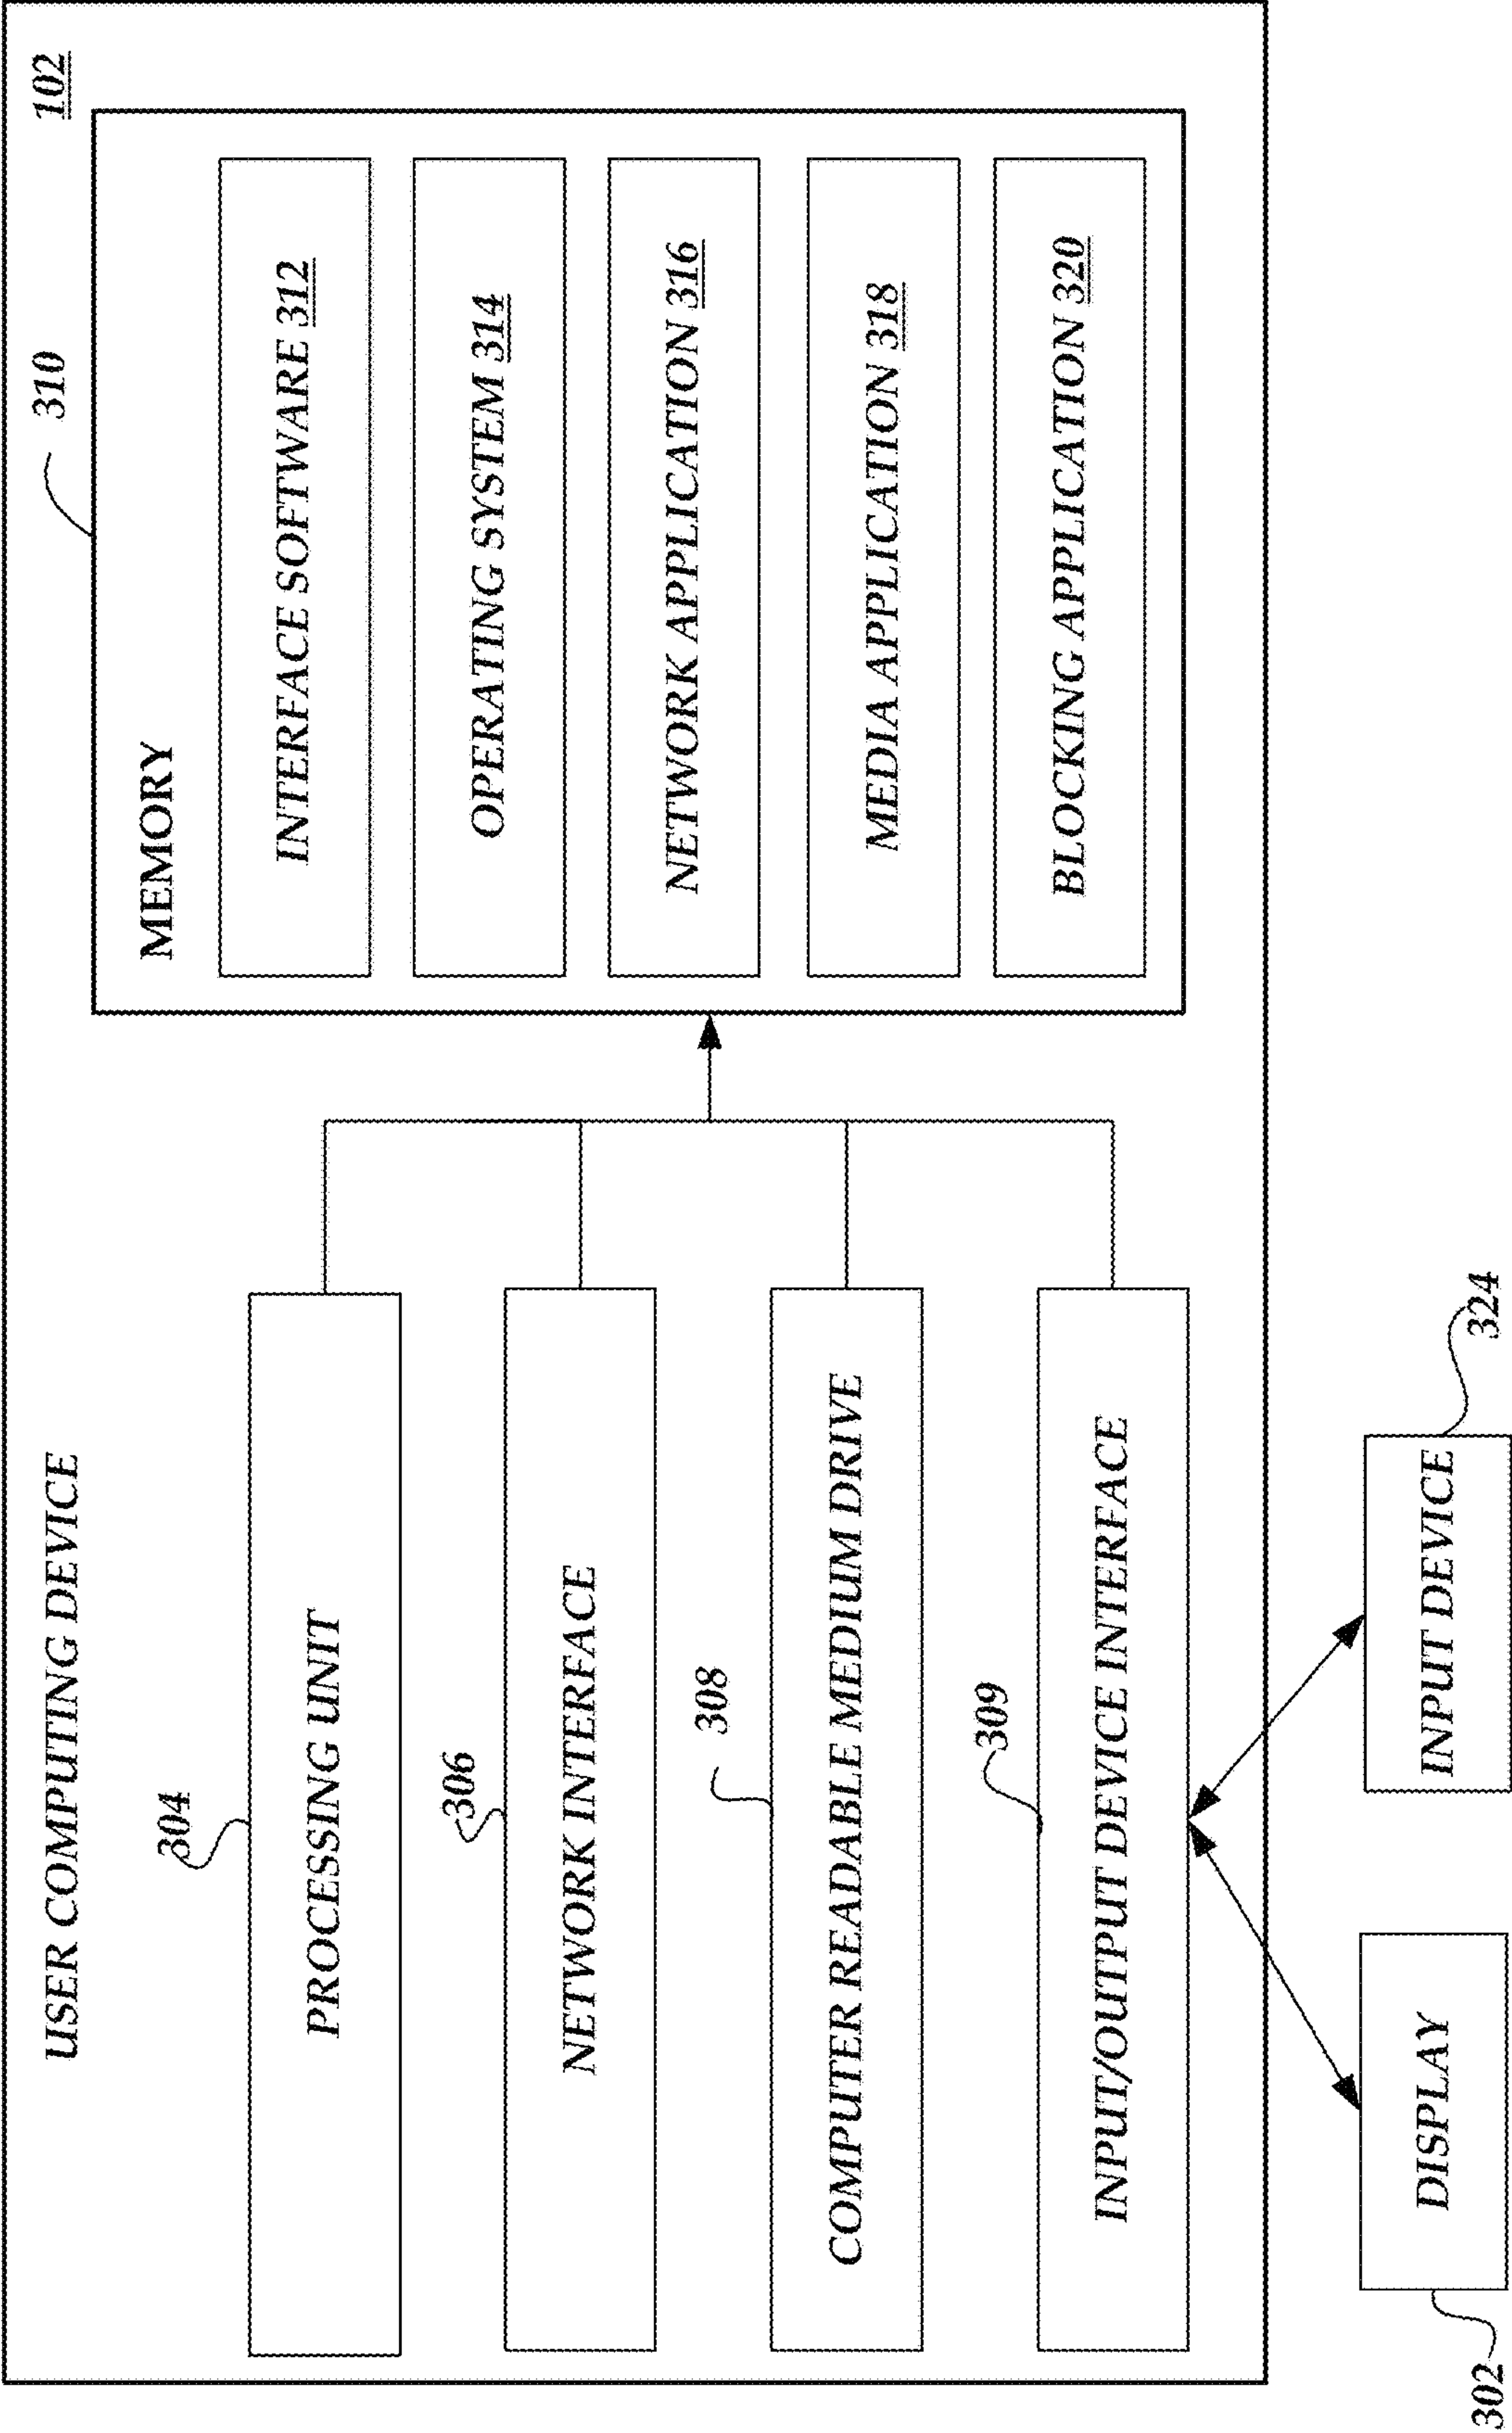 USER COMPUTING DEVICE
102
310
MEMORY
304
PROCESSING UNIT
INTERFACE SOFTWARE 312
306
NETWORK INTERFACE
OPERATING SYSTEM 314
NETWORK APPLICATION 316
308
COMPUTER READABLE MEDIUM DRIVE
MEDIA APPLICATION 318
309
INPUT/OUTPUT DEVICE INTERFACE
BLOCKING APPLICATION 320
302
DISPLAY
INPUT DEVICE
324